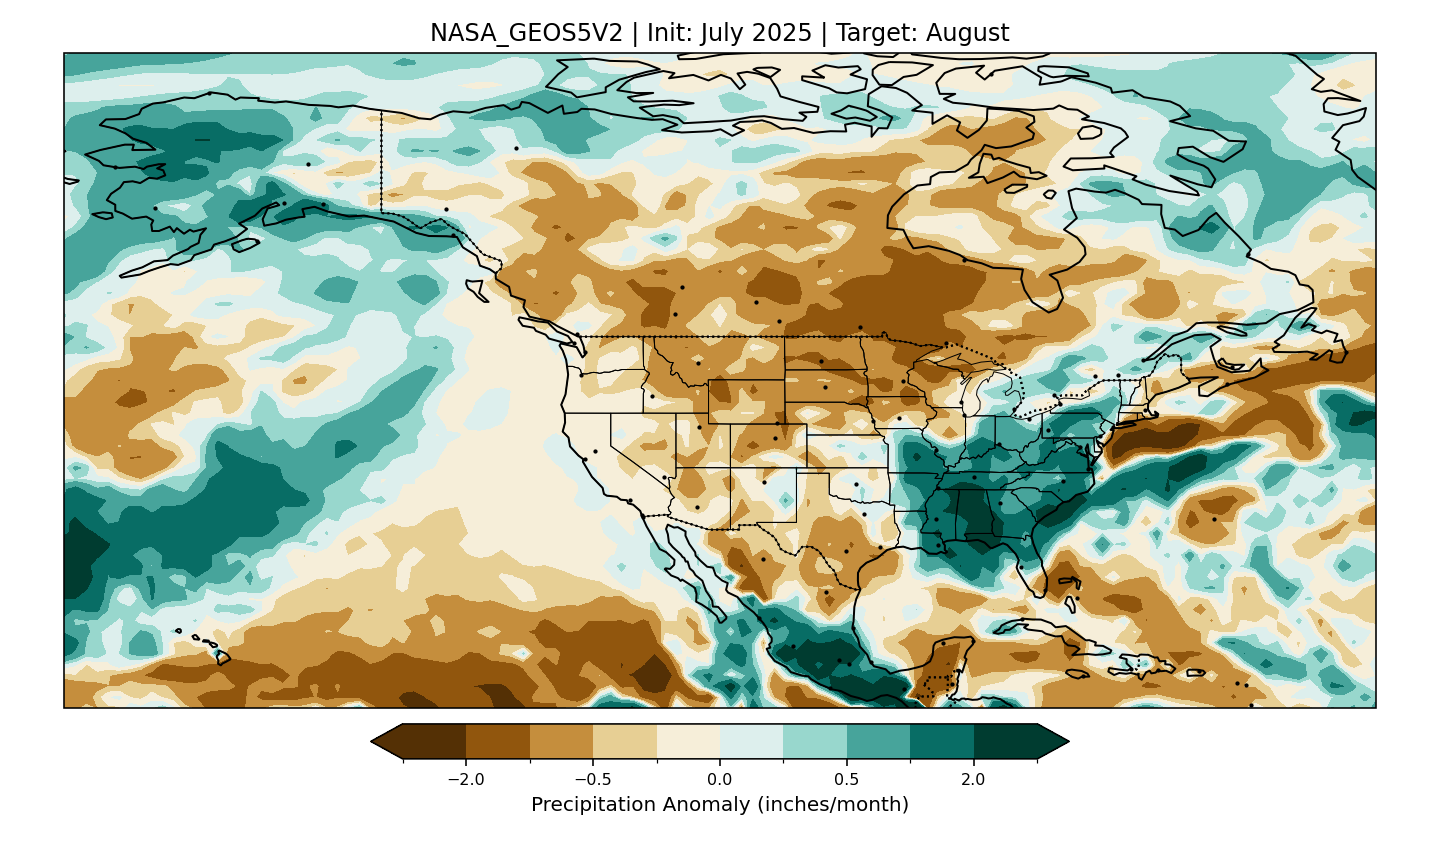 NASA_GEOS5V2 | Init: July 2025 | Target: August
−2.0 −0.5 0.0 0.5 2.0
Precipitation Anomaly (inches/month)